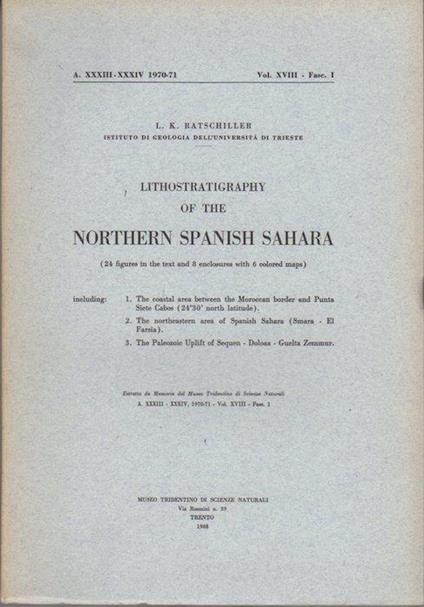 A. XXXIII-XXXIV 1970-71 Vol. XVIII - Fasc. I
L. K. RATSCHILLER
ISTITUTO DI GEOLOGIA DELL'UNIVERSITÀ DI TRIESTE
LITHOSTRATIGRAPHY
OF THE
NORTHERN SPANISH SAHARA
(24 figures in the text and 8 enclosures with 6 colored maps)
including: 1. The coastal area between the Moroccan border and Punta
Siete Cabos (24°30' north latitude).
2. The northeastern area of Spanish Sahara (Smara - El
Farsia).
3. The Paleozoic Uplift of Sequen - Doloaa - Guelta Zemmur.
Estratto da Memorie del Museo Tridentino di Scienze Naturali
A. XXXIII - XXXIV, 1970-71 - Vol. XVIII - Fasc. 1
MUSEO TRIDENTINO DI SCIENZE NATURALI
Via Rosmini n. 39
TRENTO